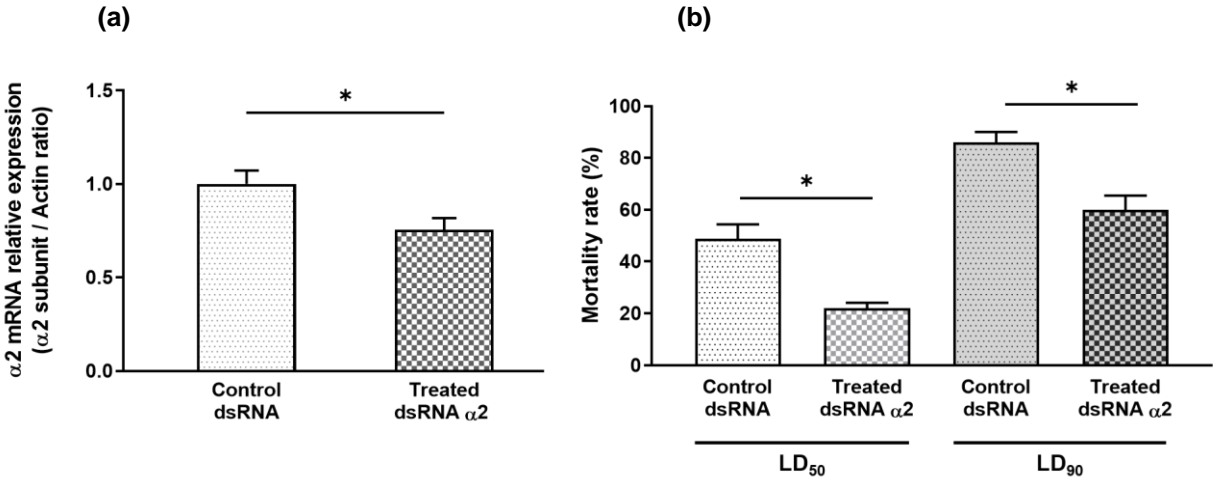 (a)
α2 mRNA relative expression
(α2 subunit / Actin ratio)
1.5
1.0
0.5
0.0
*
Control
dsRNA
Treated
dsRNA α2
(b)
Mortality rate (%)
100
80
60
40
20
0
*
*
Control
dsRNA
Treated
dsRNA α2
Control
dsRNA
Treated
dsRNA α2
LD₅₀
LD₉₀